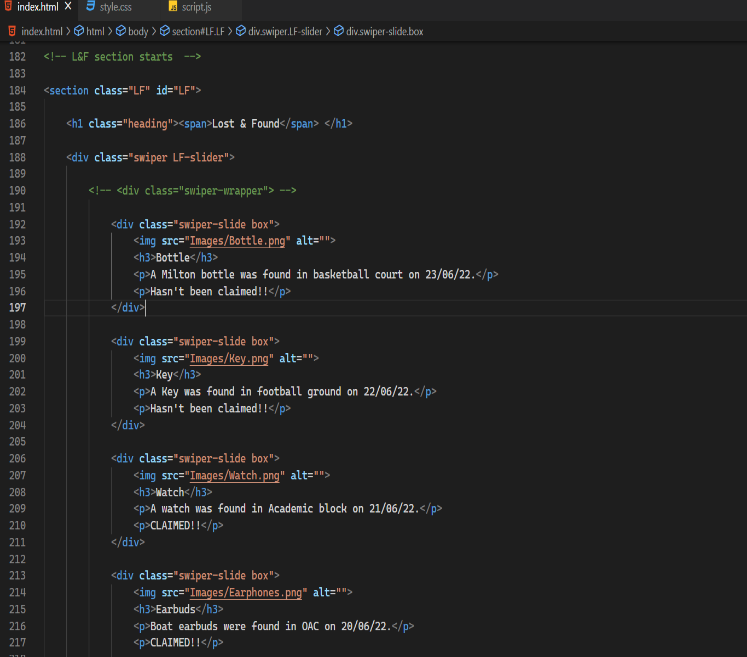 index.html X style.css script.js
index.html > html > body > section#LF.LF > div.swiper.LF-slider > div.swiper-slide.box
182 <!-- L&F section starts  -->
183
184 <section class="LF" id="LF">
185
186 <h1 class="heading"><span>Lost & Found</span> </h1>
187
188 <div class="swiper LF-slider">
189
190 <!-- <div class="swiper-wrapper"> -->
191
192 <div class="swiper-slide box">
193 <img src="Images/Bottle.png" alt="">
194 <h3>Bottle</h3>
195 <p>A Milton bottle was found in basketball court on 23/06/22.</p>
196 <p>Hasn't been claimed!!</p>
197 </div>
198
199 <div class="swiper-slide box">
200 <img src="Images/Key.png" alt="">
201 <h3>Key</h3>
202 <p>A Key was found in football ground on 22/06/22.</p>
203 <p>Hasn't been claimed!!</p>
204 </div>
205
206 <div class="swiper-slide box">
207 <img src="Images/Watch.png" alt="">
208 <h3>Watch</h3>
209 <p>A watch was found in Academic block on 21/06/22.</p>
210 <p>CLAIMED!!</p>
211 </div>
212
213 <div class="swiper-slide box">
214 <img src="Images/Earphones.png" alt="">
215 <h3>Earbuds</h3>
216 <p>Boat earbuds were found in OAC on 20/06/22.</p>
217 <p>CLAIMED!!</p>